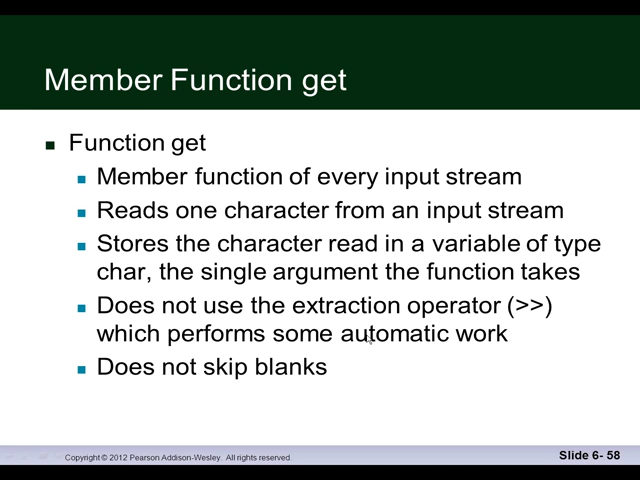 Member Function get
Function get
Member function of every input stream
Reads one character from an input stream
Stores the character read in a variable of type
char, the single argument the function takes
Does not use the extraction operator (>>)
which performs some automatic work
Does not skip blanks
Copyright © 2012 Pearson Addison-Wesley. All rights reserved.
Slide 6- 58